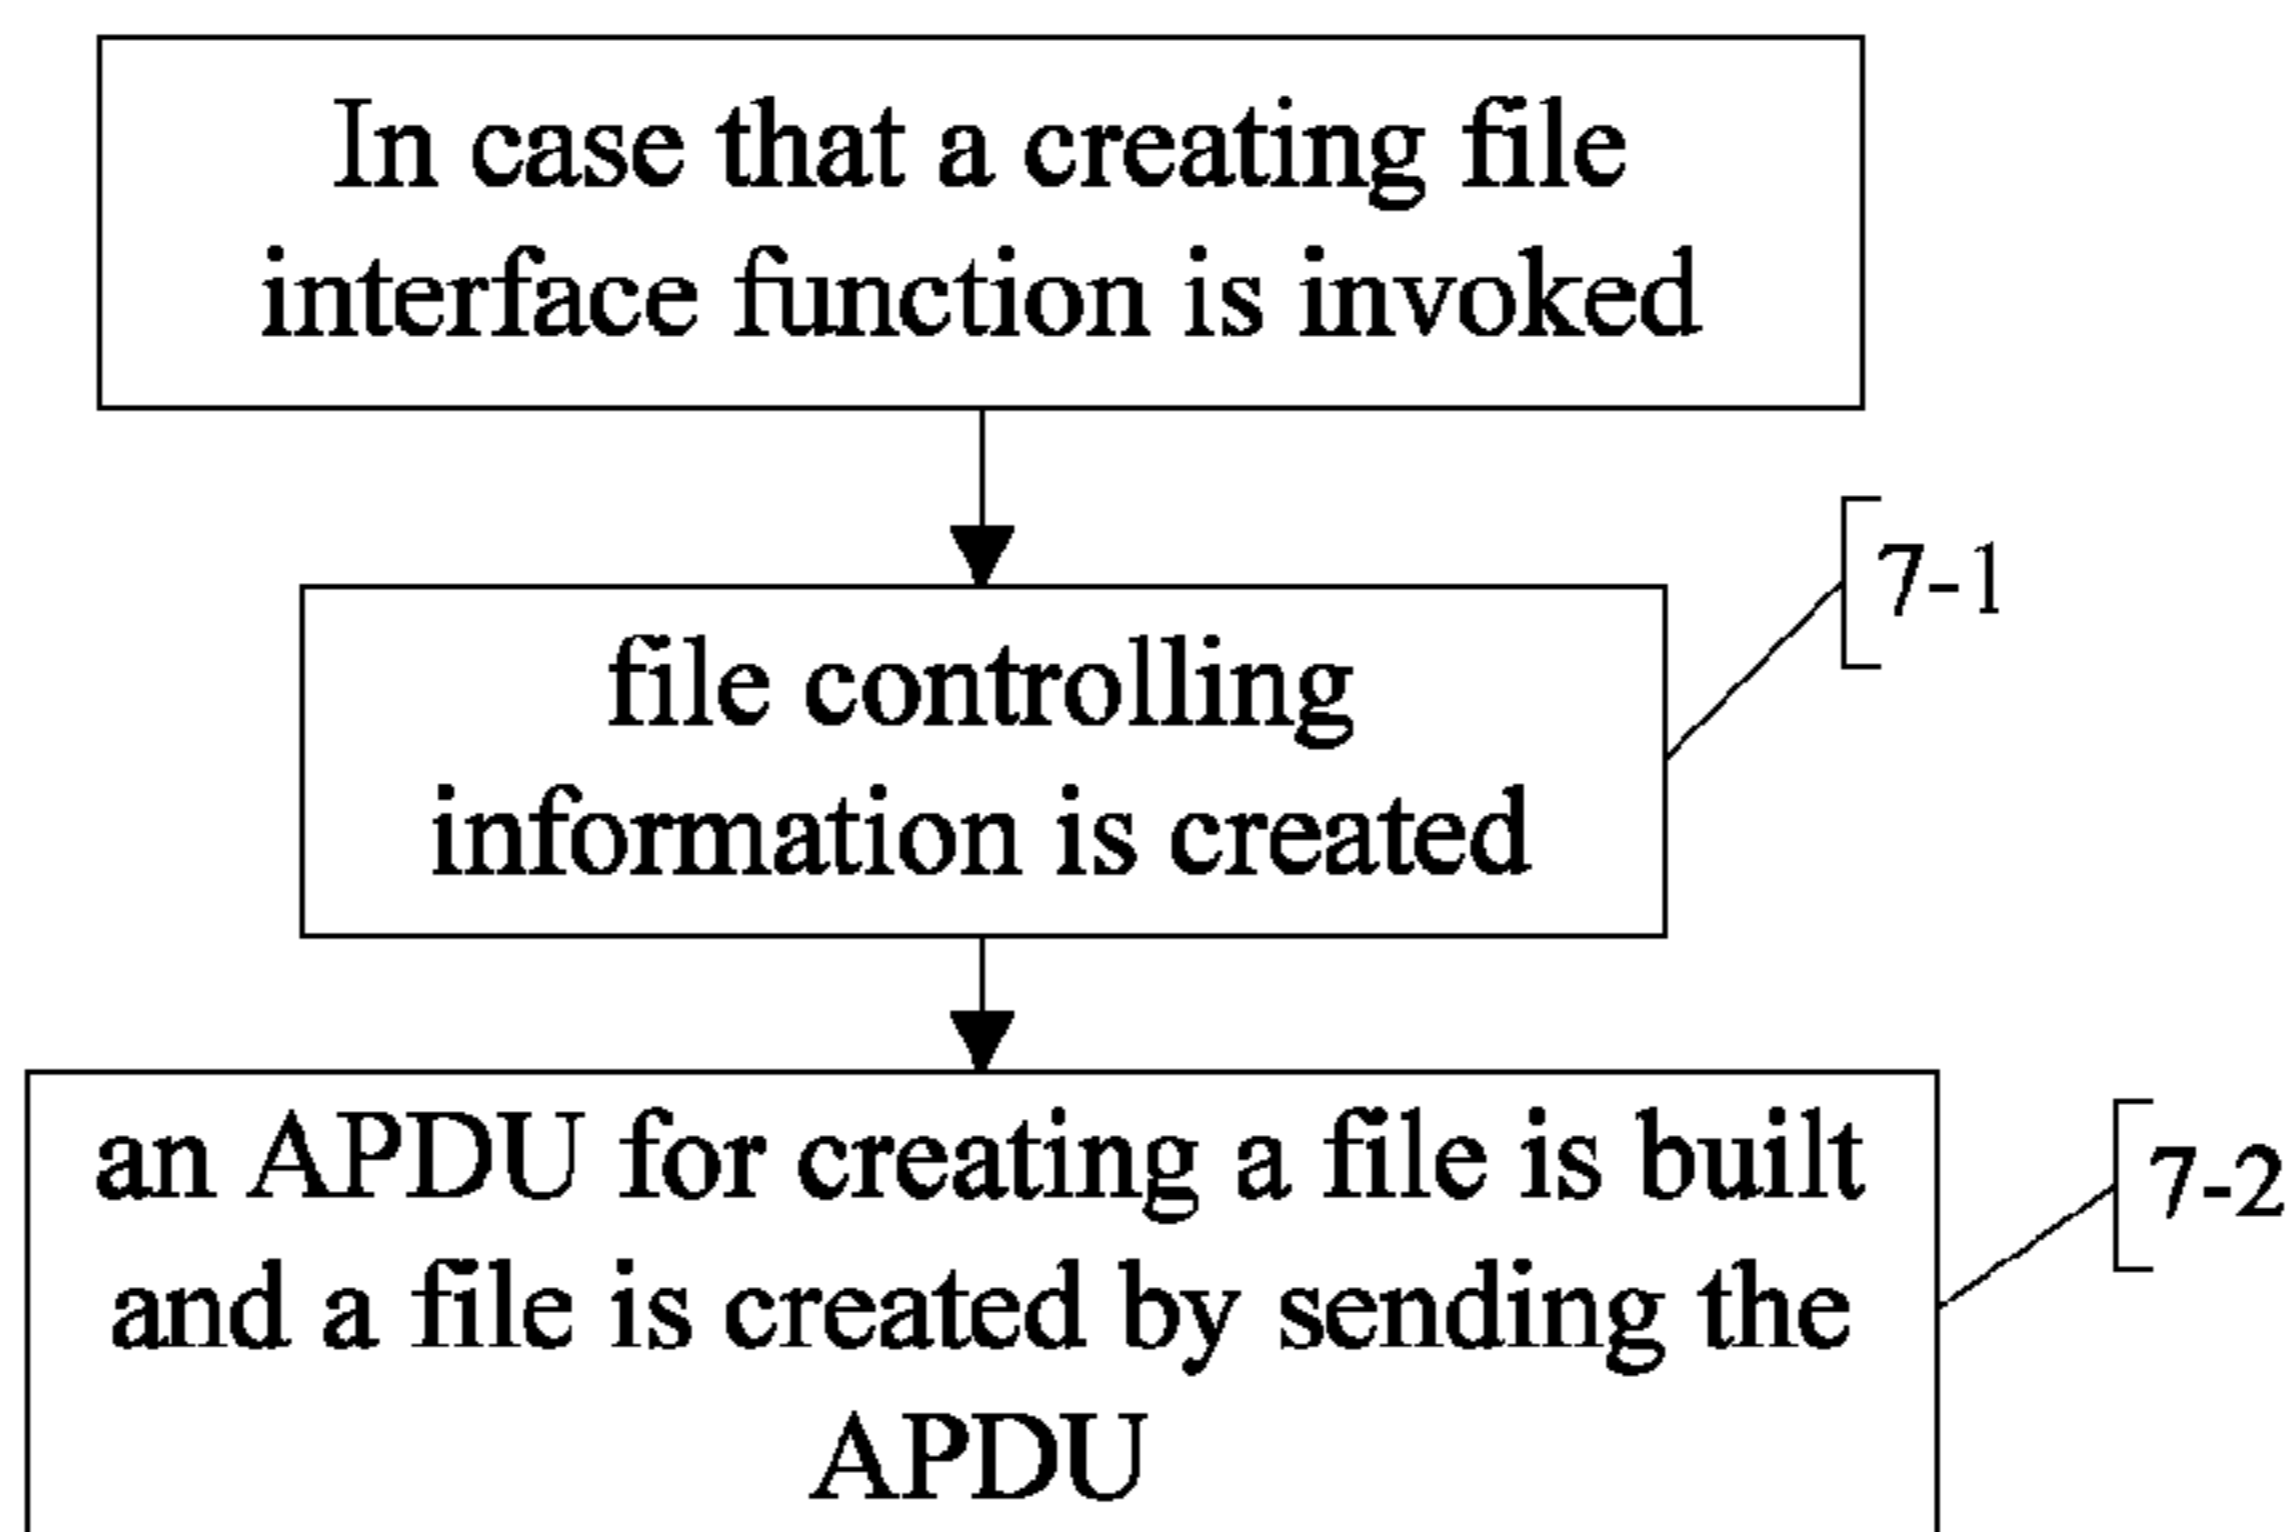 In case that a creating file
interface function is invoked
7-1
file controlling
information is created
an APDU for creating a file is built
7-2
and a file is created by sending the
APDU